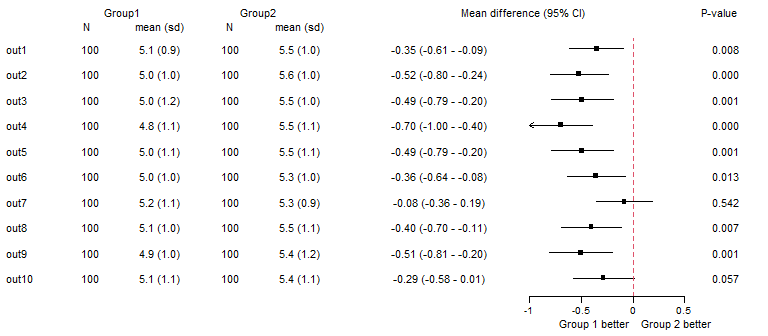 Group1 Group2 Mean difference (95% CI) P-value
N mean (sd) N mean (sd)
out1 100 5.1 (0.9) 100 5.5 (1.0) -0.35 (-0.61 - -0.09) 0.008
out2 100 5.0 (1.0) 100 5.6 (1.0) -0.52 (-0.80 - -0.24) 0.000
out3 100 5.0 (1.2) 100 5.5 (1.0) -0.49 (-0.79 - -0.20) 0.001
out4 100 4.8 (1.1) 100 5.5 (1.1) -0.70 (-1.00 - -0.40) 0.000
out5 100 5.0 (1.1) 100 5.5 (1.1) -0.49 (-0.79 - -0.20) 0.001
out6 100 5.0 (1.0) 100 5.3 (1.0) -0.36 (-0.64 - -0.08) 0.013
out7 100 5.2 (1.1) 100 5.3 (0.9) -0.08 (-0.36 - 0.19) 0.542
out8 100 5.1 (1.0) 100 5.5 (1.1) -0.40 (-0.70 - -0.11) 0.007
out9 100 4.9 (1.0) 100 5.4 (1.2) -0.51 (-0.81 - -0.20) 0.001
out10 100 5.1 (1.1) 100 5.4 (1.1) -0.29 (-0.58 - 0.01) 0.057
-1 -0.5 0 0.5
Group 1 better Group 2 better